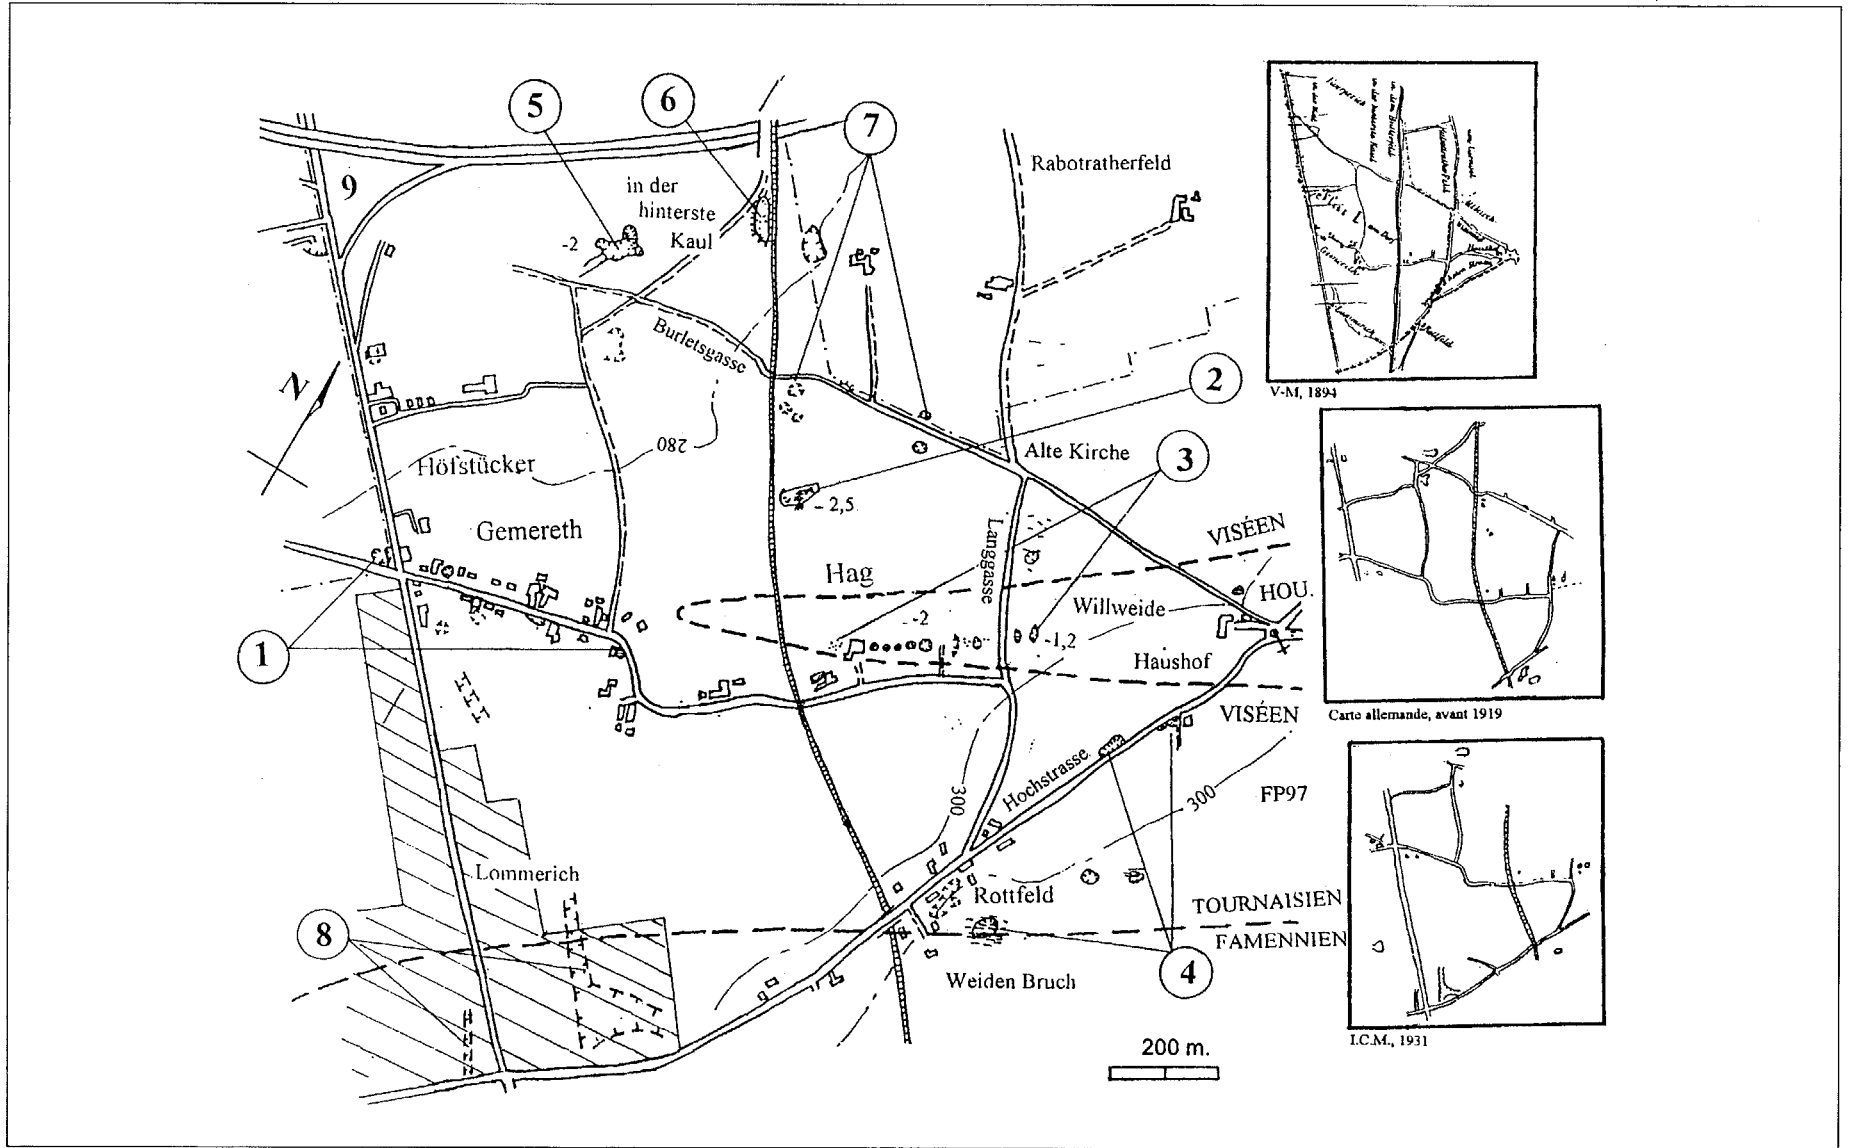 5
6
7
9
in der
hinterste
Kaul
-2
Rabotratherfeld
Burletsgasse
N
2
V-M, 1894
280
Höfstücker
Alte Kirche
3
- 2,5
Gemereth
Langgasse
VISÉEN
Hag
HOU.
Willweide
-2
-1,2
1
Haushof
VISÉEN
Carte allemande, avant 1919
Hochstrasse
300
300
FP97
Lommerich
Rottfeld
TOURNAISIEN
FAMENNIEN
8
4
Weiden Bruch
I.C.M., 1931
200 m.